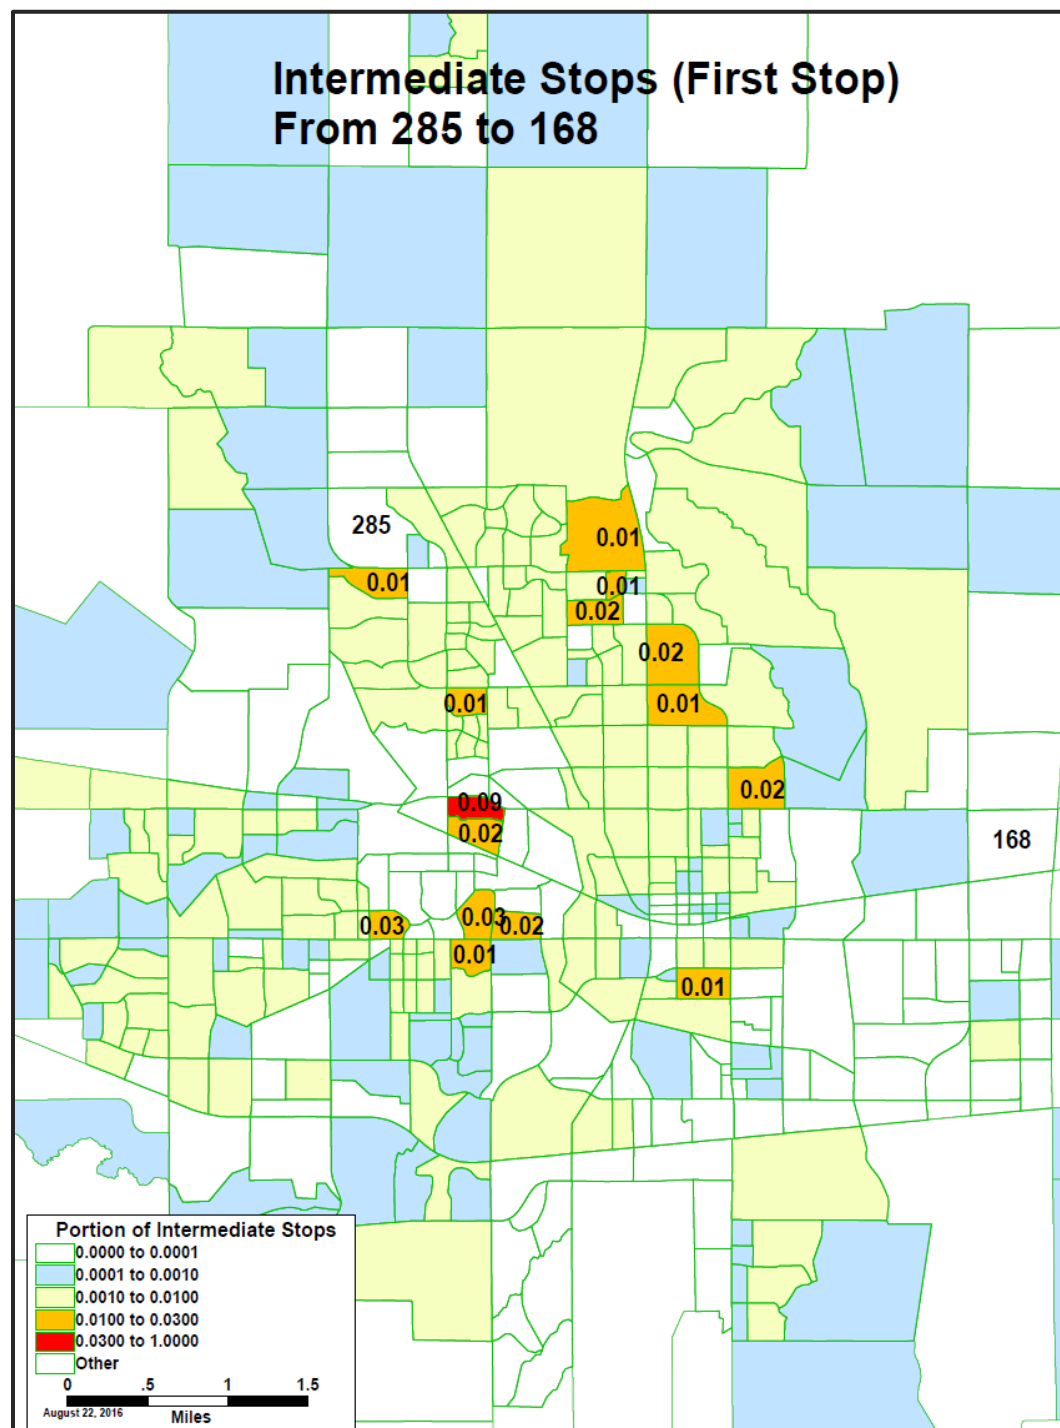 Intermediate Stops (First Stop)
From 285 to 168
285
0.01
0.01
0.01
0.02
0.02
0.01
0.01
0.02
0.09
0.02
168
0.03
0.03
0.02
0.01
0.01
Portion of Intermediate Stops
0.0000 to 0.0001
0.0001 to 0.0010
0.0010 to 0.0100
0.0100 to 0.0300
0.0300 to 1.0000
Other
0 .5 1 1.5
August 22, 2016
Miles